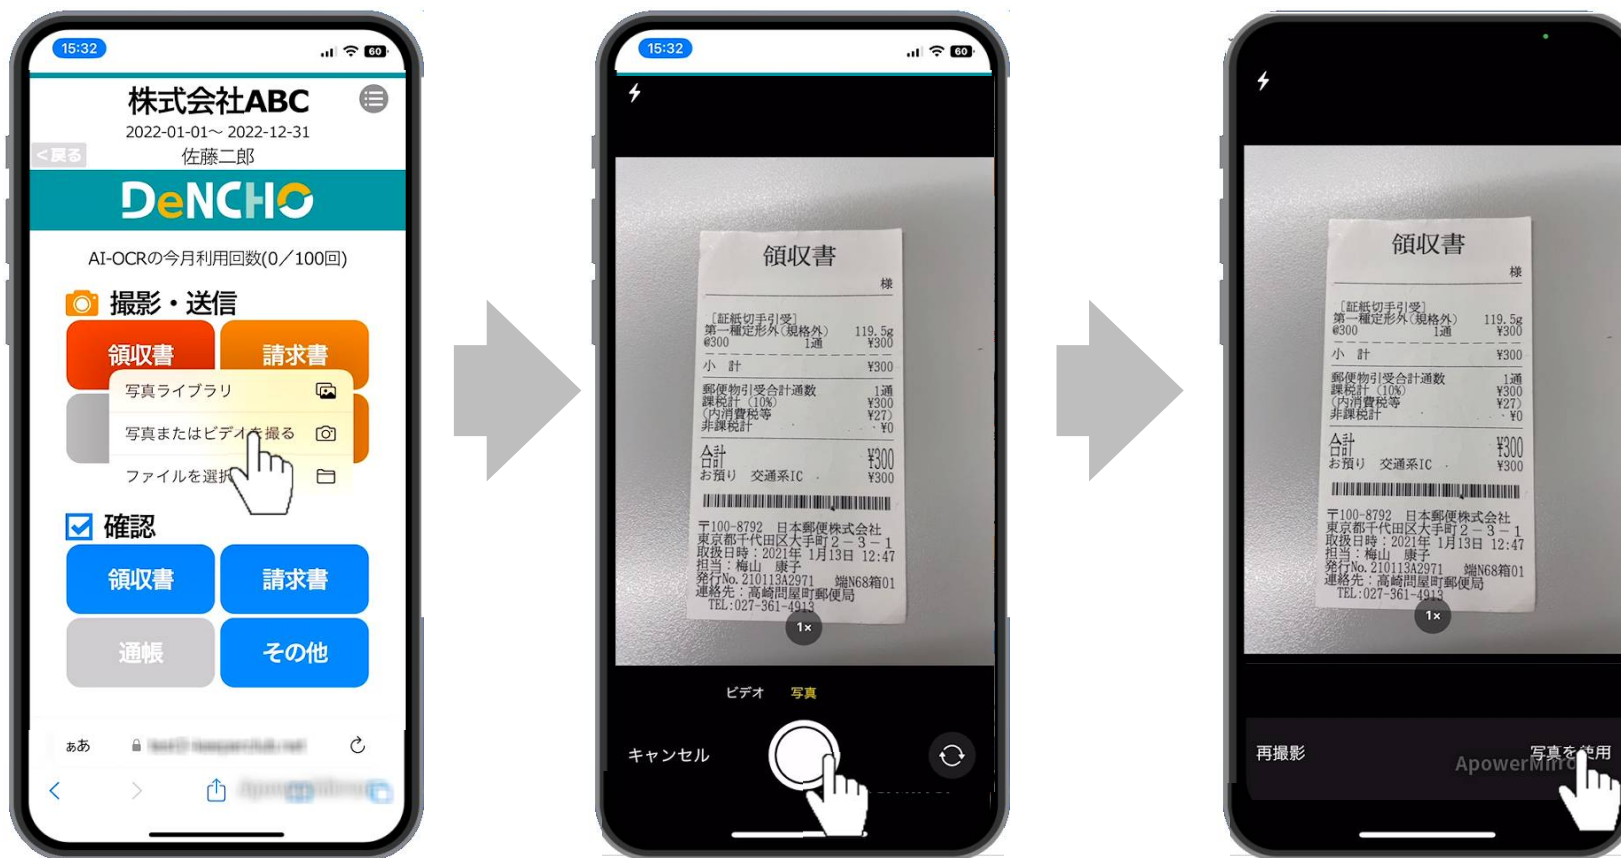 15:32
60
株式会社ABC
2022-01-01～ 2022-12-31
<戻る
佐藤二郎
DeNCHO
AI-OCRの今月利用回数(0／100回)
撮影・送信
領収書
請求書
写真ライブラリ
写真またはビデオを撮る
ファイルを選択
確認
領収書
請求書
通帳
その他
ぁあ
15:32
60
領収書
様
[証紙切手引受]
第一種定形外(規格外) 119.5g
@300 1通 ¥300
小 計 ¥300
郵便物引受合計通数 1通
課税計 (10%) ¥300
(内消費税等 ¥27)
非課税計 ¥0
合計 ¥300
お預り 交通系IC ¥300
〒100-8792 日本郵便株式会社
東京都千代田区大手町2－3－1
取扱日時：2021年 1月13日 12:47
担当：梅山 康子
発行No.210113A2971 端N68箱01
連絡先：高崎問屋町郵便局
TEL:027-361-4913
1×
ビデオ 写真
キャンセル
領収書
様
[証紙切手引受]
第一種定形外(規格外) 119.5g
@300 1通 ¥300
小 計 ¥300
郵便物引受合計通数 1通
課税計 (10%) ¥300
(内消費税等 ¥27)
非課税計 ¥0
合計 ¥300
お預り 交通系IC ¥300
〒100-8792 日本郵便株式会社
東京都千代田区大手町2－3－1
取扱日時：2021年 1月13日 12:47
担当：梅山 康子
発行No.210113A2971 端N68箱01
連絡先：高崎問屋町郵便局
TEL:027-361-4913
1×
再撮影
写真を使用